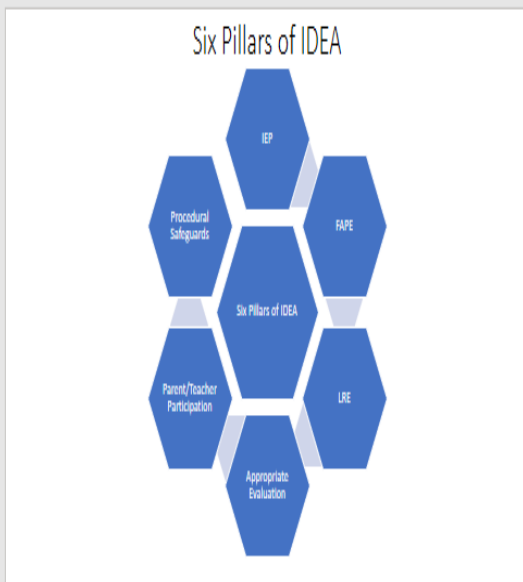 Six Pillars of IDEA
IEP
FAPE
LRE
Appropriate
Evaluation
Parent/Teacher
Participation
Procedural
Safeguards
Six Pillars of IDEA